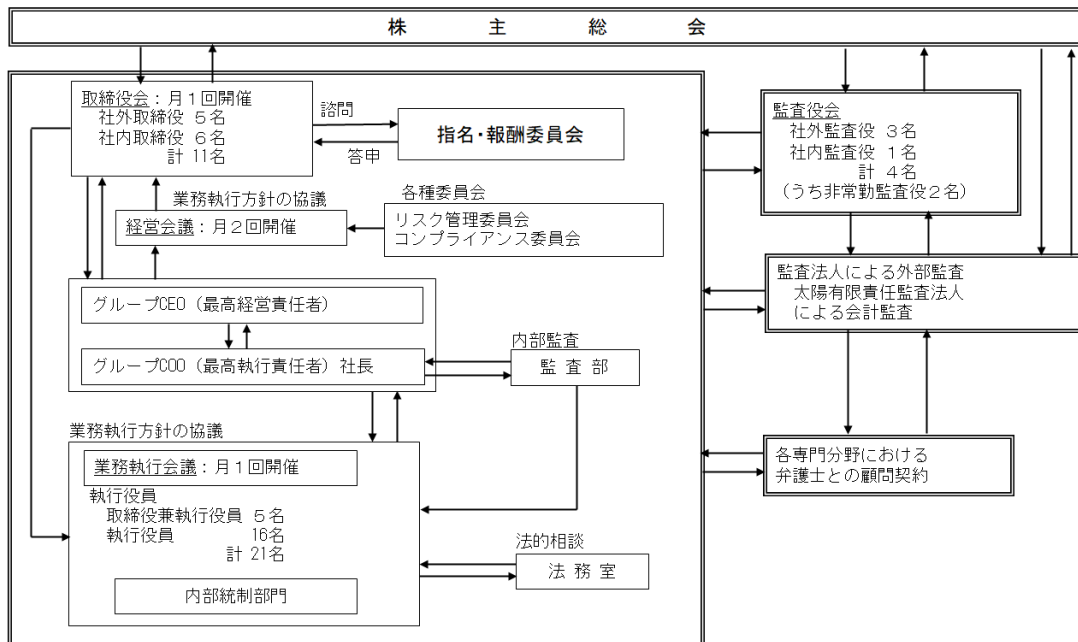 株主総会
取締役会：月１回開催
社外取締役 ５名
社内取締役 ６名
計 11名
諮問
答申
指名・報酬委員会
業務執行方針の協議
経営会議：月２回開催
各種委員会
リスク管理委員会
コンプライアンス委員会
グループCEO（最高経営責任者）
グループCOO（最高執行責任者）社長
内部監査
監査部
業務執行方針の協議
業務執行会議：月１回開催
執行役員
取締役兼執行役員 ５名
執行役員 16名
計 21名
内部統制部門
法的相談
法務室
監査役会
社外監査役 ３名
社内監査役 １名
計 ４名
（うち非常勤監査役２名）
監査法人による外部監査
太陽有限責任監査法人
による会計監査
各専門分野における
弁護士との顧問契約